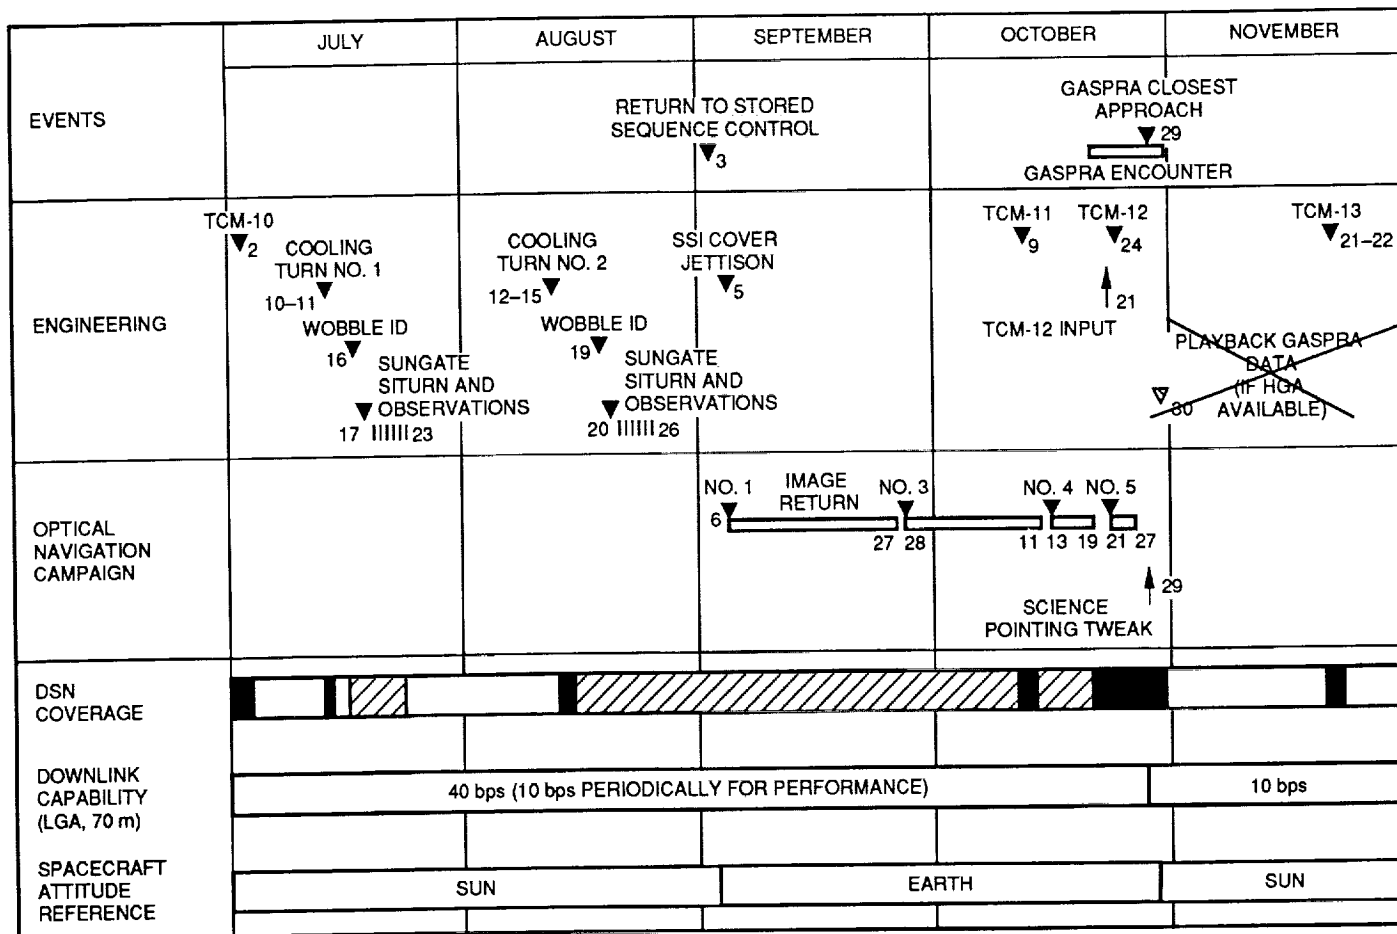 JULY
AUGUST
SEPTEMBER
OCTOBER
NOVEMBER
EVENTS
RETURN TO STORED
SEQUENCE CONTROL
3
GASPRA CLOSEST
APPROACH
29
GASPRA ENCOUNTER
ENGINEERING
TCM-10
2
COOLING
TURN NO. 1
10–11
WOBBLE ID
16
SUNGATE
SITURN AND
OBSERVATIONS
17
23
COOLING
TURN NO. 2
12–15
WOBBLE ID
19
SUNGATE
SITURN AND
OBSERVATIONS
20
26
SSI COVER
JETTISON
5
TCM-11
9
TCM-12
24
21
TCM-12 INPUT
TCM-13
21–22
PLAYBACK GASPRA
DATA
(IF HGA
AVAILABLE)
30
OPTICAL
NAVIGATION
CAMPAIGN
NO. 1
IMAGE
RETURN
NO. 3
NO. 4
NO. 5
6
27
28
11
13
19
21
27
29
SCIENCE
POINTING TWEAK
DSN
COVERAGE
DOWNLINK
CAPABILITY
(LGA, 70 m)
40 bps (10 bps PERIODICALLY FOR PERFORMANCE)
10 bps
SPACECRAFT
ATTITUDE
REFERENCE
SUN
EARTH
SUN